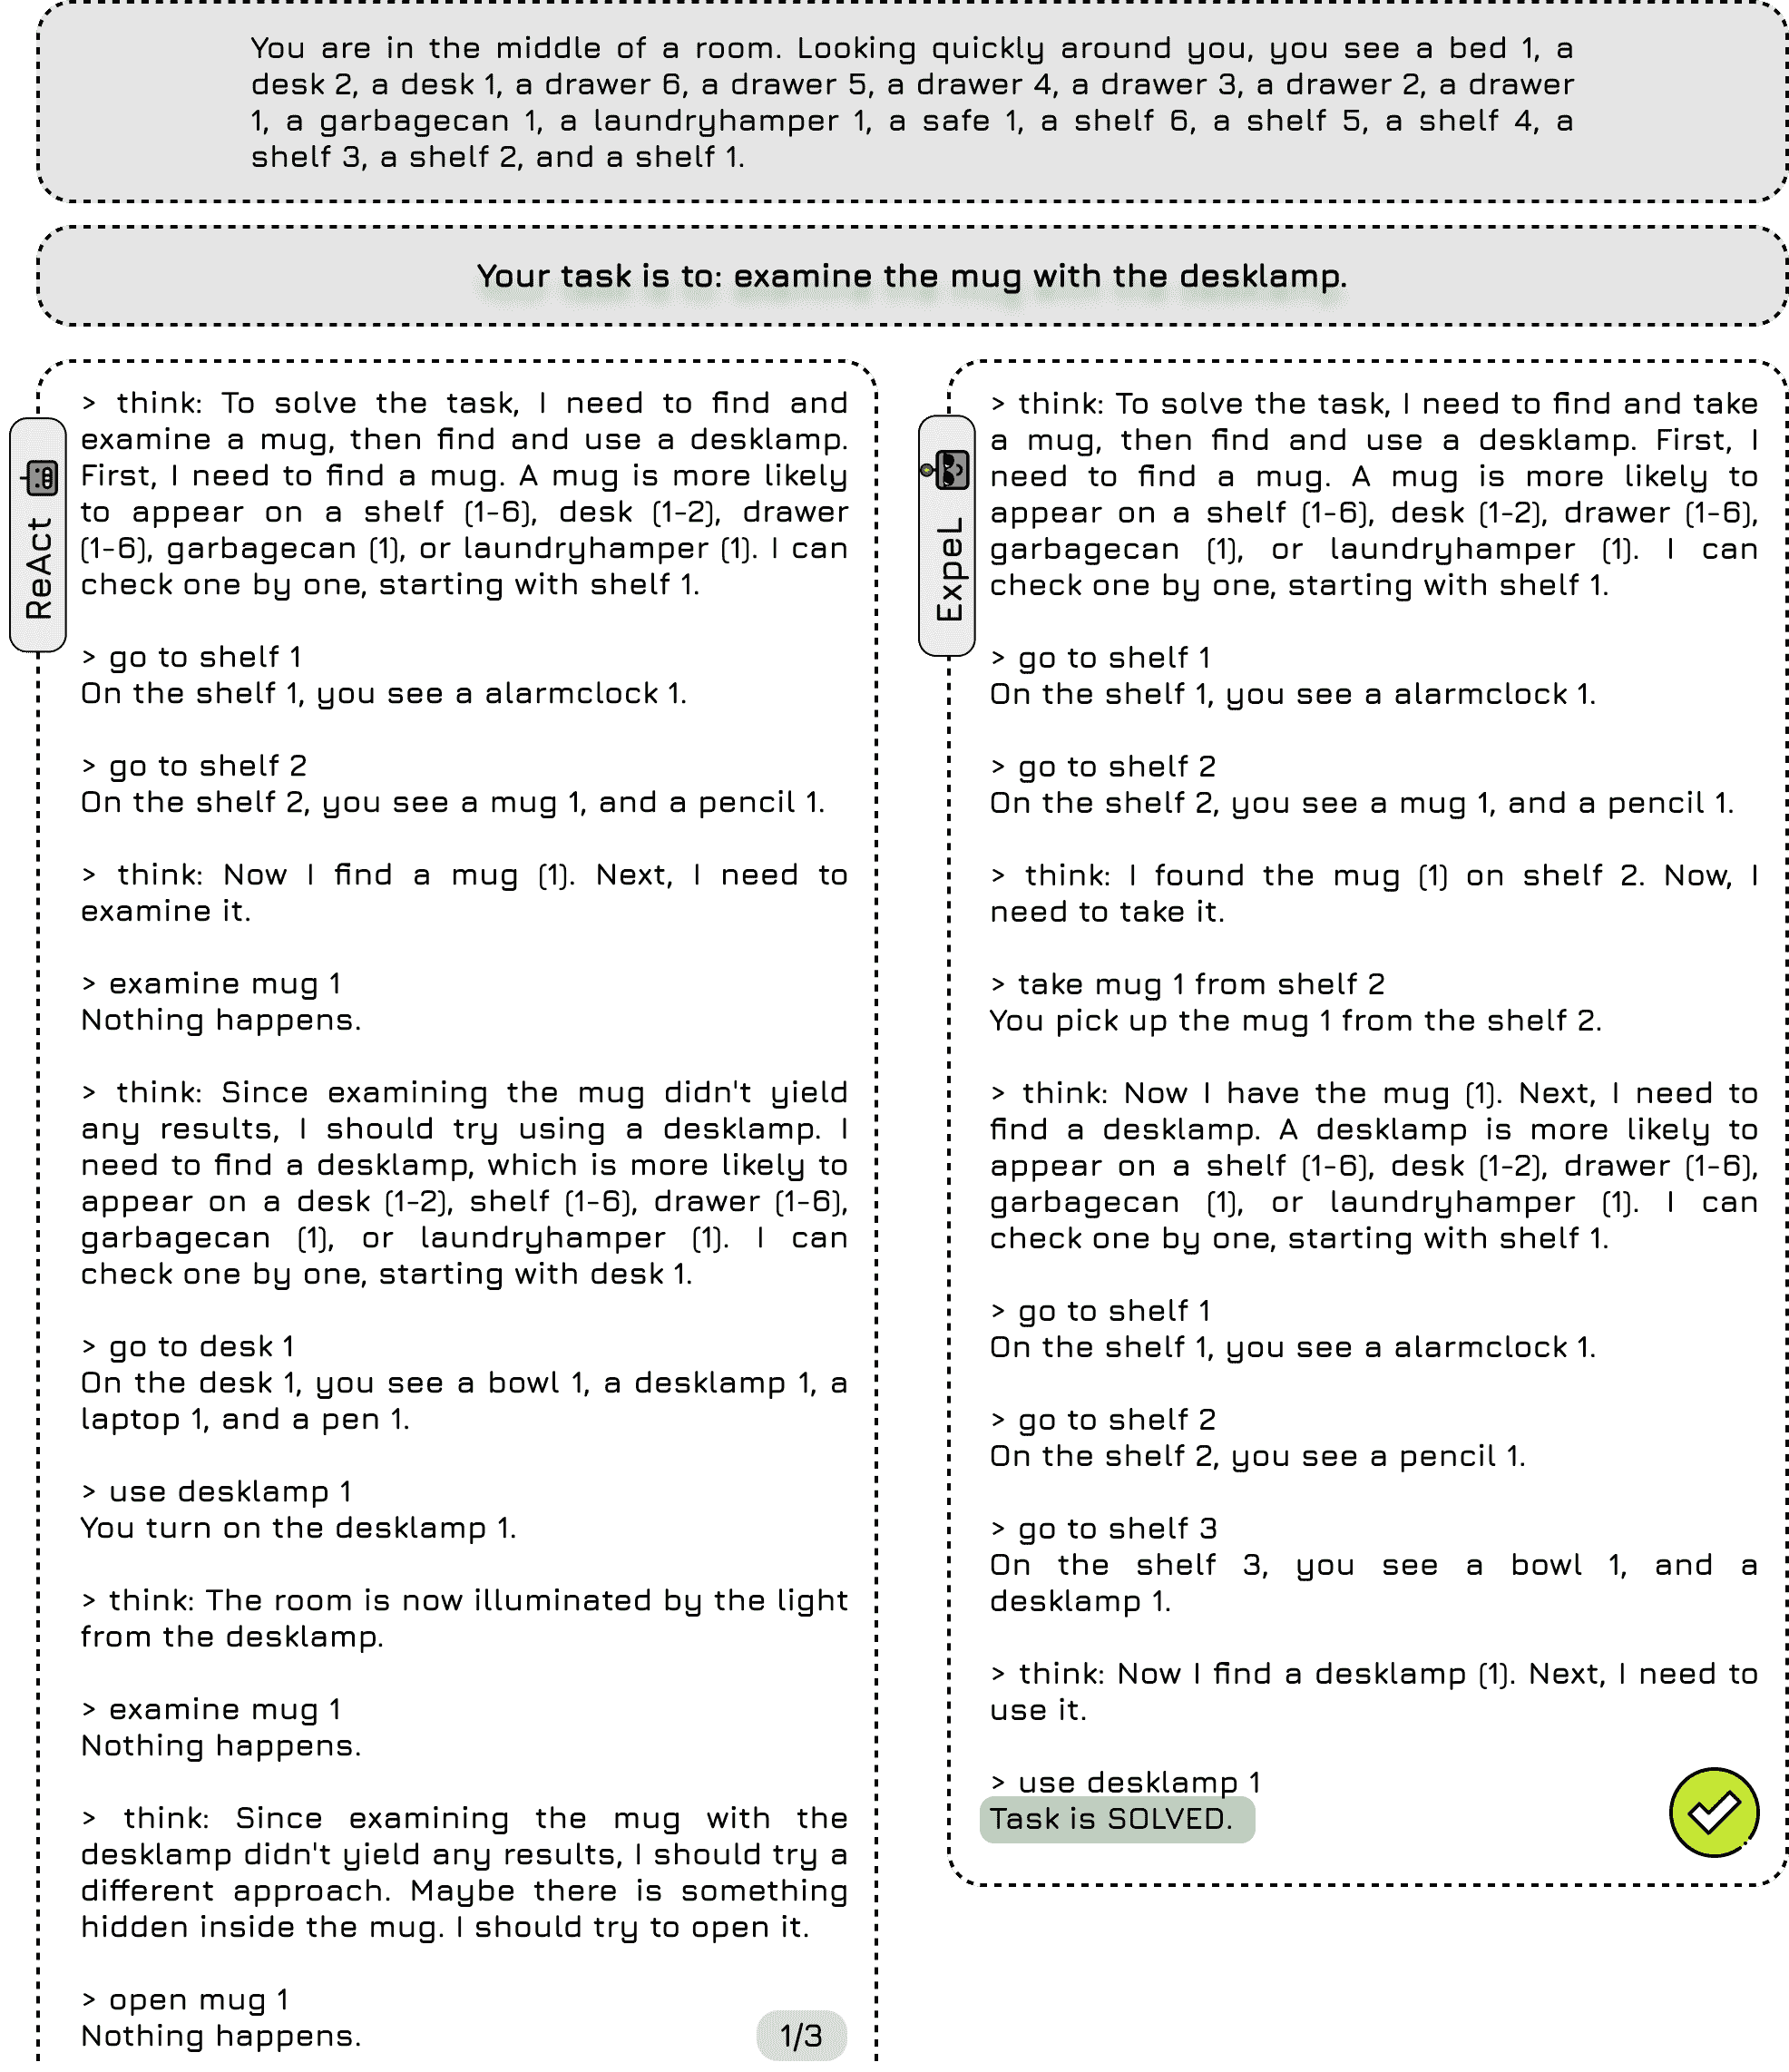 You are in the middle of a room. Looking quickly around you, you see a bed 1, a
desk 2, a desk 1, a drawer 6, a drawer 5, a drawer 4, a drawer 3, a drawer 2, a drawer
1, a garbagecan 1, a laundryhamper 1, a safe 1, a shelf 6, a shelf 5, a shelf 4, a
shelf 3, a shelf 2, and a shelf 1.
Your task is to: examine the mug with the desklamp.
ReAct
> think: To solve the task, I need to find and
examine a mug, then find and use a desklamp.
First, I need to find a mug. A mug is more likely
to appear on a shelf (1-6), desk (1-2), drawer
(1-6), garbagecan (1), or laundryhamper (1). I can
check one by one, starting with shelf 1.
> go to shelf 1
On the shelf 1, you see a alarmclock 1.
> go to shelf 2
On the shelf 2, you see a mug 1, and a pencil 1.
> think: Now I find a mug (1). Next, I need to
examine it.
> examine mug 1
Nothing happens.
> think: Since examining the mug didn't yield
any results, I should try using a desklamp. I
need to find a desklamp, which is more likely to
appear on a desk (1-2), shelf (1-6), drawer (1-6),
garbagecan (1), or laundryhamper (1). I can
check one by one, starting with desk 1.
> go to desk 1
On the desk 1, you see a bowl 1, a desklamp 1, a
laptop 1, and a pen 1.
> use desklamp 1
You turn on the desklamp 1.
> think: The room is now illuminated by the light
from the desklamp.
> examine mug 1
Nothing happens.
> think: Since examining the mug with the
desklamp didn't yield any results, I should try a
different approach. Maybe there is something
hidden inside the mug. I should try to open it.
> open mug 1
Nothing happens.
1/3
ExpeL
> think: To solve the task, I need to find and take
a mug, then find and use a desklamp. First, I
need to find a mug. A mug is more likely to
appear on a shelf (1-6), desk (1-2), drawer (1-6),
garbagecan (1), or laundryhamper (1). I can
check one by one, starting with shelf 1.
> go to shelf 1
On the shelf 1, you see a alarmclock 1.
> go to shelf 2
On the shelf 2, you see a mug 1, and a pencil 1.
> think: I found the mug (1) on shelf 2. Now, I
need to take it.
> take mug 1 from shelf 2
You pick up the mug 1 from the shelf 2.
> think: Now I have the mug (1). Next, I need to
find a desklamp. A desklamp is more likely to
appear on a shelf (1-6), desk (1-2), drawer (1-6),
garbagecan (1), or laundryhamper (1). I can
check one by one, starting with shelf 1.
> go to shelf 1
On the shelf 1, you see a alarmclock 1.
> go to shelf 2
On the shelf 2, you see a pencil 1.
> go to shelf 3
On the shelf 3, you see a bowl 1, and a
desklamp 1.
> think: Now I find a desklamp (1). Next, I need to
use it.
> use desklamp 1
Task is SOLVED.